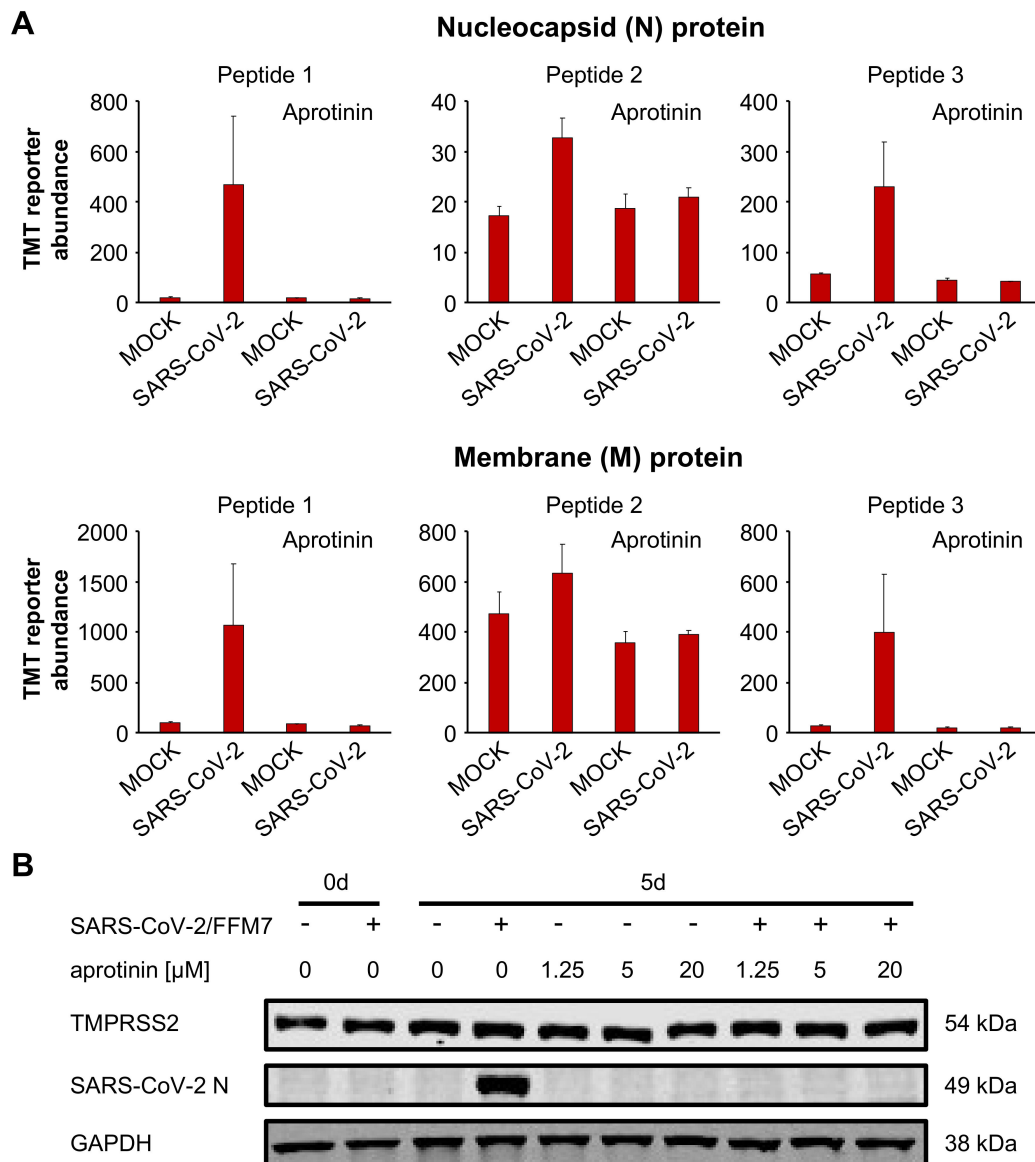 A
Nucleocapsid (N) protein
Peptide 1
Peptide 2
Peptide 3
TMT reporter
abundance
800
600
400
200
0
Aprotinin
MOCK
SARS-CoV-2
MOCK
SARS-CoV-2
40
30
20
10
0
Aprotinin
MOCK
SARS-CoV-2
MOCK
SARS-CoV-2
400
300
200
100
0
Aprotinin
MOCK
SARS-CoV-2
MOCK
SARS-CoV-2
Membrane (M) protein
Peptide 1
Peptide 2
Peptide 3
TMT reporter
abundance
2000
1500
1000
500
0
Aprotinin
MOCK
SARS-CoV-2
MOCK
SARS-CoV-2
800
600
400
200
0
Aprotinin
MOCK
SARS-CoV-2
MOCK
SARS-CoV-2
800
600
400
200
0
Aprotinin
MOCK
SARS-CoV-2
MOCK
SARS-CoV-2
B
0d 5d
SARS-CoV-2/FFM7 - + - + - - - + + +
aprotinin [µM] 0 0 0 0 1.25 5 20 1.25 5 20
TMPRSS2 54 kDa
SARS-CoV-2 N 49 kDa
GAPDH 38 kDa